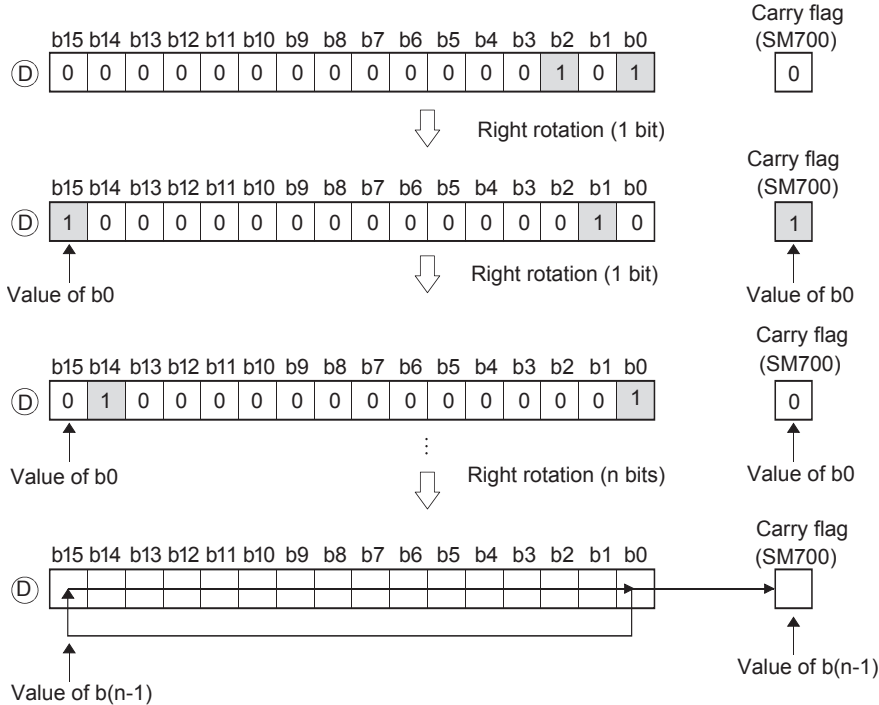 Carry flag
b15 b14 b13 b12 b11 b10 b9 b8 b7 b6 b5 b4 b3 b2 b1 b0 (SM700)
D 0 0 0 0 0 0 0 0 0 0 0 0 0 1 0 1 0
Right rotation (1 bit)
Carry flag
b15 b14 b13 b12 b11 b10 b9 b8 b7 b6 b5 b4 b3 b2 b1 b0 (SM700)
D 1 0 0 0 0 0 0 0 0 0 0 0 0 0 1 0 1
Right rotation (1 bit)
Value of b0 Value of b0
Carry flag
b15 b14 b13 b12 b11 b10 b9 b8 b7 b6 b5 b4 b3 b2 b1 b0 (SM700)
D 0 1 0 0 0 0 0 0 0 0 0 0 0 0 0 1 0
Value of b0 Right rotation (n bits) Value of b0
Carry flag
b15 b14 b13 b12 b11 b10 b9 b8 b7 b6 b5 b4 b3 b2 b1 b0 (SM700)
D
Value of b(n-1) Value of b(n-1)